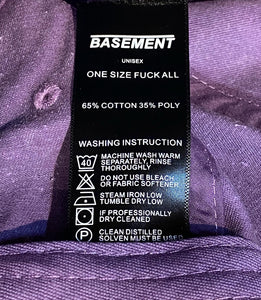 BASEMENT
UNISEX
ONE SIZE FUCK ALL
65% COTTON 35% POLY
WASHING INSTRUCTION
40
MACHINE WASH WARM
SEPARATELY, RINSE
THOROUGHLY
DO NOT USE BLEACH
OR FABRIC SOFTENER
STEAM IRON LOW
TUMBLE DRY LOW
IF PROFESSIONALLY
DRY CLEANED
P
CLEAN DISTILLED
SOLVEN MUST BE USED